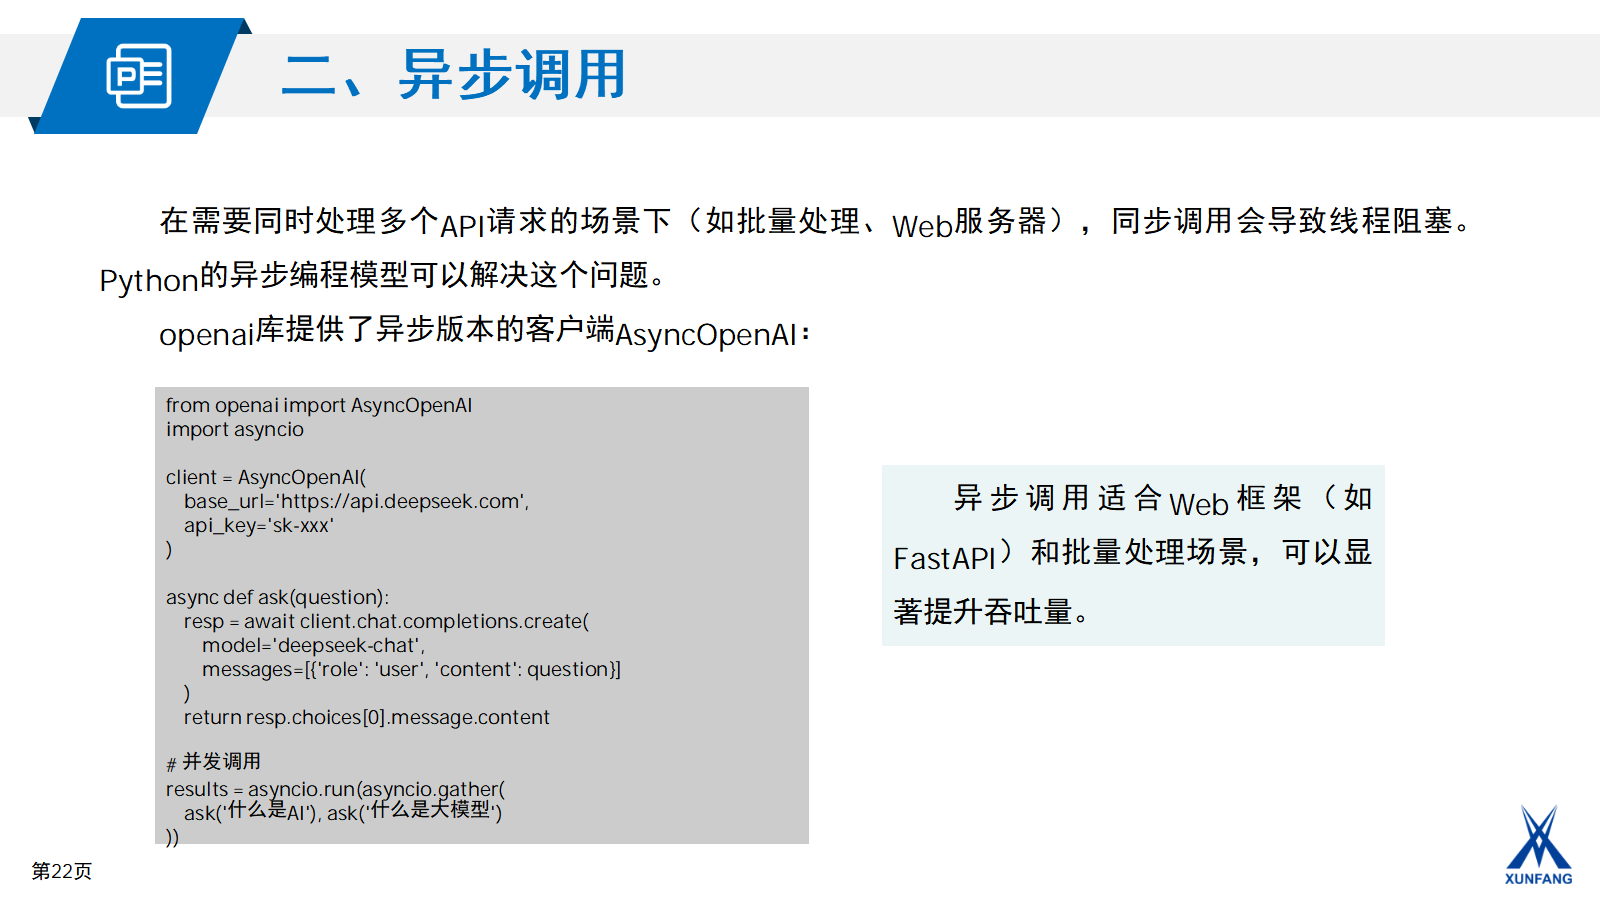 二、异步调用
在需要同时处理多个API请求的场景下（如批量处理、Web服务器），同步调用会导致线程阻塞。
Python的异步编程模型可以解决这个问题。
openai库提供了异步版本的客户端AsyncOpenAI：
from openai import AsyncOpenAI
import asyncio
client = AsyncOpenAI(
base_url='https://api.deepseek.com',
api_key='sk-xxx'
)
async def ask(question):
resp = await client.chat.completions.create(
model='deepseek-chat',
messages=[{'role': 'user', 'content': question}]
)
return resp.choices[0].message.content
# 并发调用
results = asyncio.run(asyncio.gather(
ask('什么是AI'), ask('什么是大模型')
))
异步调用适合Web框架（如
FastAPI）和批量处理场景，可以显
著提升吞吐量。
第22页
XUNFANG